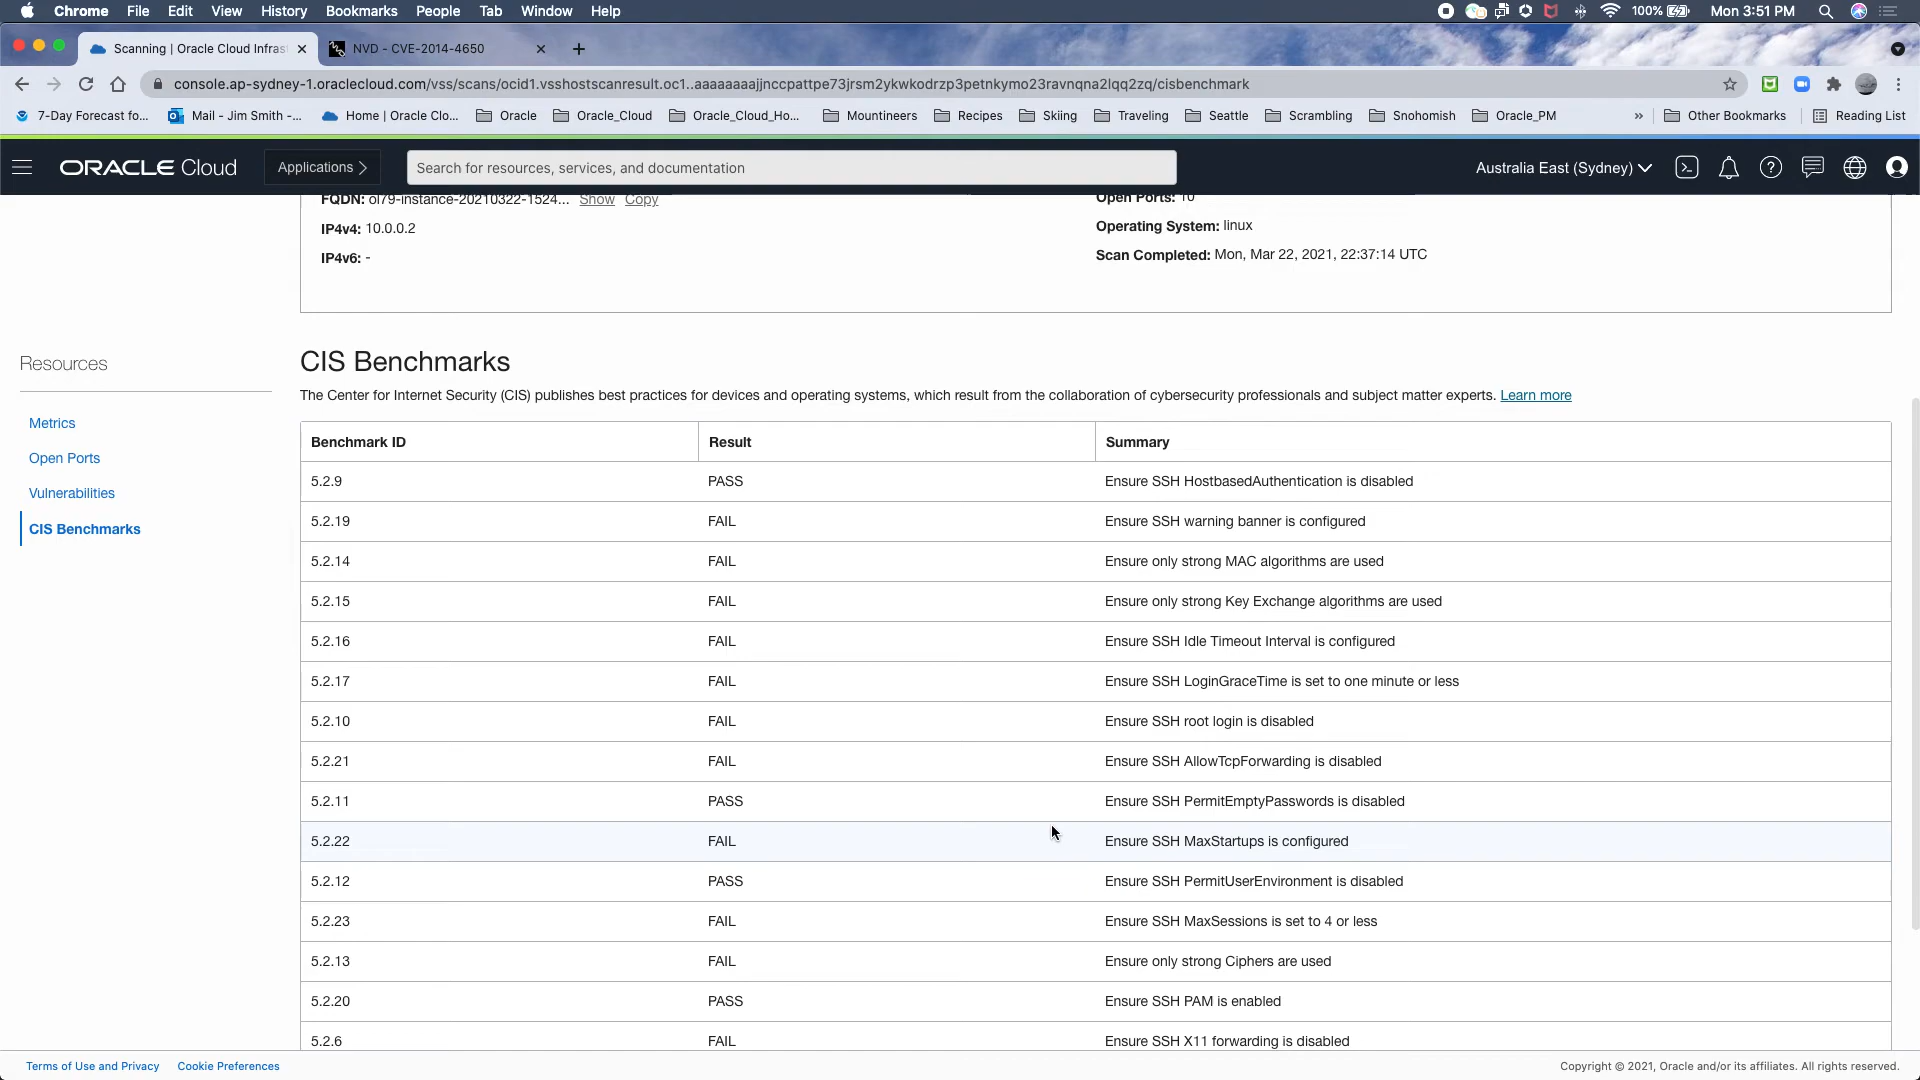 Chrome File Edit View History Bookmarks People Tab Window Help 100% Mon 3:51 PM
Scanning | Oracle Cloud Infras NVD - CVE-2014-4650
console.ap-sydney-1.oraclecloud.com/vss/scans/ocid1.vsshostscanresult.oc1..aaaaaaaajjnccpattpe73jrsm2ykwkodrzp3petnkymo23ravnqna2lqq2zq/cisbenchmark
7-Day Forecast fo... Mail - Jim Smith -... Home | Oracle Clo... Oracle Oracle_Cloud Oracle_Cloud_Ho... Mountineers Recipes Skiing Traveling Seattle Scrambling Snohomish Oracle_PM » Other Bookmarks Reading List
ORACLE Cloud Applications Search for resources, services, and documentation Australia East (Sydney)
FQDN: ol79-instance-20210322-1524... Show Copy
Open Ports: 10
IP4v4: 10.0.0.2
Operating System: linux
IP4v6: -
Scan Completed: Mon, Mar 22, 2021, 22:37:14 UTC
Resources
Metrics
Open Ports
Vulnerabilities
CIS Benchmarks
CIS Benchmarks
The Center for Internet Security (CIS) publishes best practices for devices and operating systems, which result from the collaboration of cybersecurity professionals and subject matter experts. Learn more
Benchmark ID Result Summary
5.2.9 PASS Ensure SSH HostbasedAuthentication is disabled
5.2.19 FAIL Ensure SSH warning banner is configured
5.2.14 FAIL Ensure only strong MAC algorithms are used
5.2.15 FAIL Ensure only strong Key Exchange algorithms are used
5.2.16 FAIL Ensure SSH Idle Timeout Interval is configured
5.2.17 FAIL Ensure SSH LoginGraceTime is set to one minute or less
5.2.10 FAIL Ensure SSH root login is disabled
5.2.21 FAIL Ensure SSH AllowTcpForwarding is disabled
5.2.11 PASS Ensure SSH PermitEmptyPasswords is disabled
5.2.22 FAIL Ensure SSH MaxStartups is configured
5.2.12 PASS Ensure SSH PermitUserEnvironment is disabled
5.2.23 FAIL Ensure SSH MaxSessions is set to 4 or less
5.2.13 FAIL Ensure only strong Ciphers are used
5.2.20 PASS Ensure SSH PAM is enabled
5.2.6 FAIL Ensure SSH X11 forwarding is disabled
Terms of Use and Privacy Cookie Preferences Copyright © 2021, Oracle and/or its affiliates. All rights reserved.